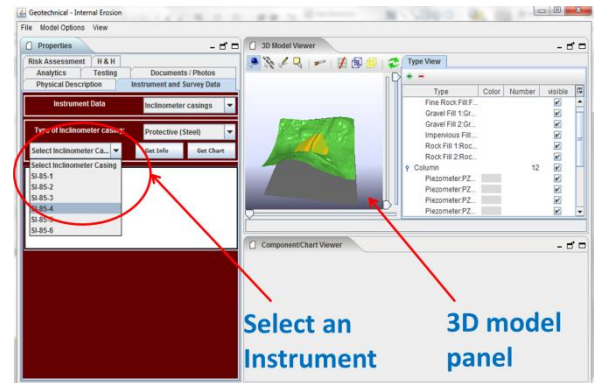 Geotechnical - Internal Erosion
File Model Options View
Properties
Risk Assessment H & H
Analytics Testing Documents / Photos
Physical Description Instrument and Survey Data
Instrument Data Inclinometer casings
Type of Inclinometer casing: Protective (Steel)
Select Inclinometer Ca... Get Info Get Chart
Select Inclinometer Casing
SI-85-1
SI-85-2
SI-85-3
SI-85-4
SI-85-5
SI-85-6
3D Model Viewer
Type View
Type Color Number visible
Fine Rock Fill:F...
Gravel Fill 1:Gr...
Gravel Fill 2:Gr...
Impervious Fill:...
Rock Fill 1:Roc...
Rock Fill 2:Roc...
Column 12
Piezometer:PZ...
Piezometer:PZ...
Piezometer:PZ...
Piezometer:PZ...
Component/Chart Viewer
Select an
Instrument
3D model
panel